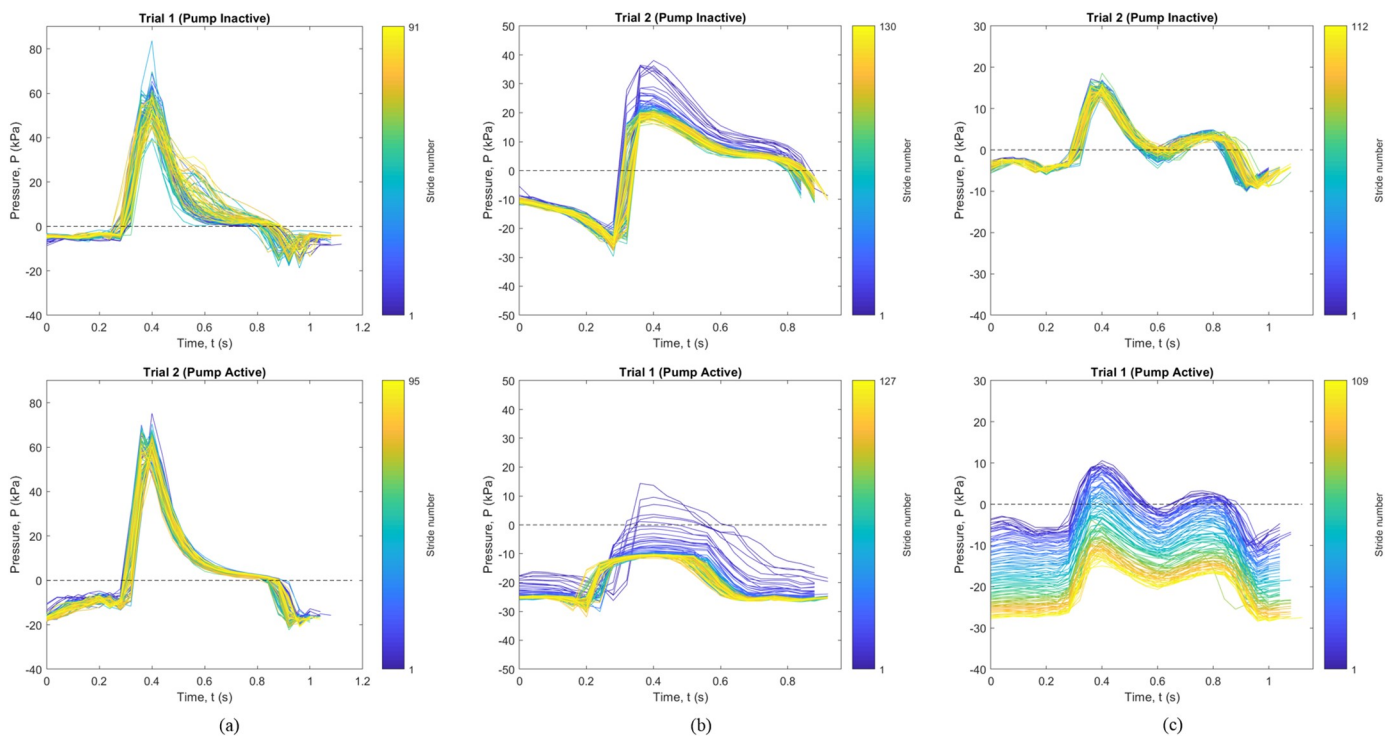 Trial 1 (Pump Inactive)
80
60
40
20
0
-20
-40
0 0.2 0.4 0.6 0.8 1 1.2
Pressure, P (kPa)
Time, t (s)
91
1
Stride number
Trial 2 (Pump Inactive)
50
40
30
20
10
0
-10
-20
-30
-40
-50
0 0.2 0.4 0.6 0.8
Pressure, P (kPa)
Time, t (s)
130
1
Stride number
Trial 2 (Pump Inactive)
30
20
10
0
-10
-20
-30
-40
0 0.2 0.4 0.6 0.8 1
Pressure, P (kPa)
Time, t (s)
112
1
Stride number
Trial 2 (Pump Active)
80
60
40
20
0
-20
-40
0 0.2 0.4 0.6 0.8 1 1.2
Pressure, P (kPa)
Time, t (s)
95
1
Stride number
(a)
Trial 1 (Pump Active)
50
40
30
20
10
0
-10
-20
-30
-40
-50
0 0.2 0.4 0.6 0.8
Pressure, P (kPa)
Time, t (s)
127
1
Stride number
(b)
Trial 1 (Pump Active)
30
20
10
0
-10
-20
-30
-40
0 0.2 0.4 0.6 0.8 1
Pressure, P (kPa)
Time, t (s)
109
1
Stride number
(c)